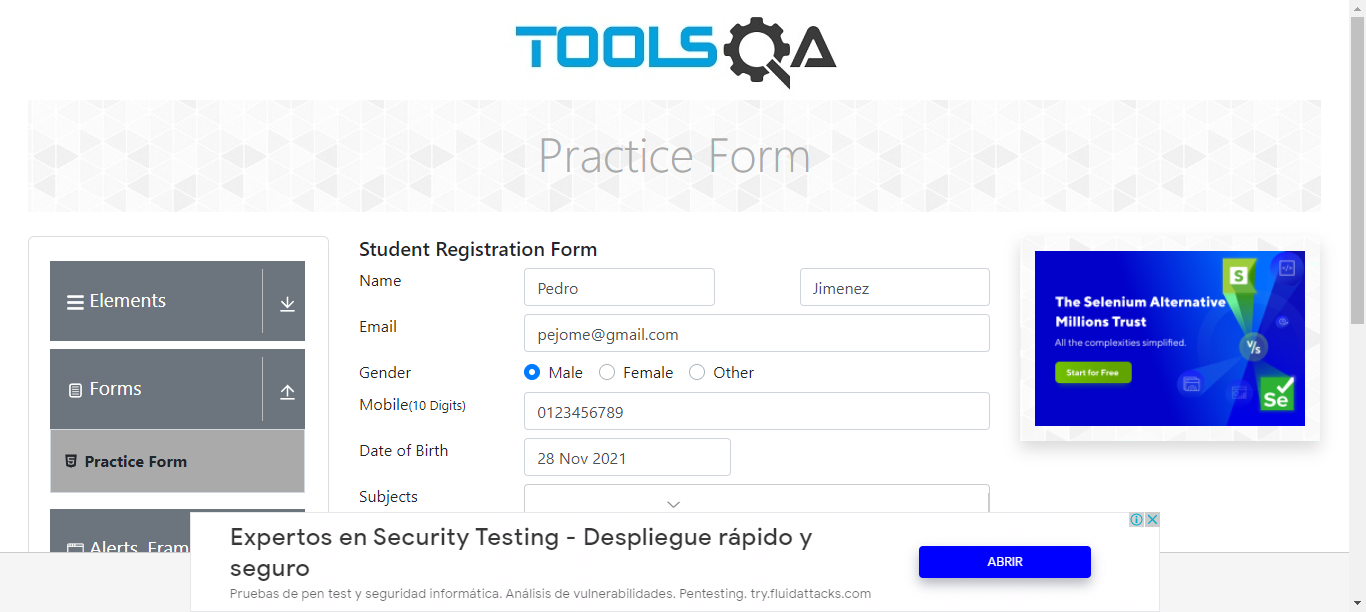 TOOLSQA
Practice Form
Elements
Forms
Practice Form
Alerts, Fram
Student Registration Form
Name
Pedro
Jimenez
Email
pejome@gmail.com
Gender
Male
Female
Other
Mobile(10 Digits)
0123456789
Date of Birth
28 Nov 2021
Subjects
The Selenium Alternative
Millions Trust
All the complexities simplified.
Start for Free
S
V/s
Se
Expertos en Security Testing - Despliegue rápido y
seguro
Pruebas de pen test y seguridad informática. Análisis de vulnerabilidades. Pentesting. try.fluidattacks.com
ABRIR